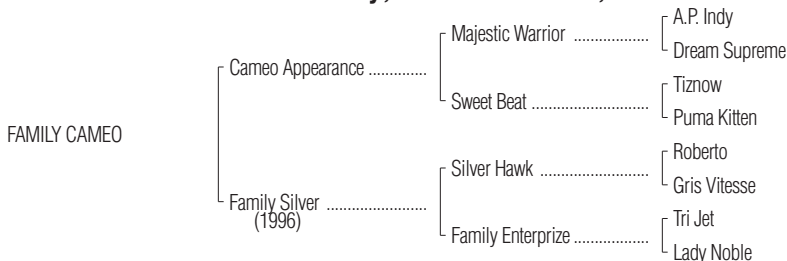 A.P. Indy
Majestic Warrior ..................
Dream Supreme
Cameo Appearance ..............
Tiznow
Sweet Beat ............................
Puma Kitten
FAMILY CAMEO
Roberto
Silver Hawk ..........................
Gris Vitesse
Family Silver ........................
(1996)
Tri Jet
Family Enterprize ..................
Lady Noble